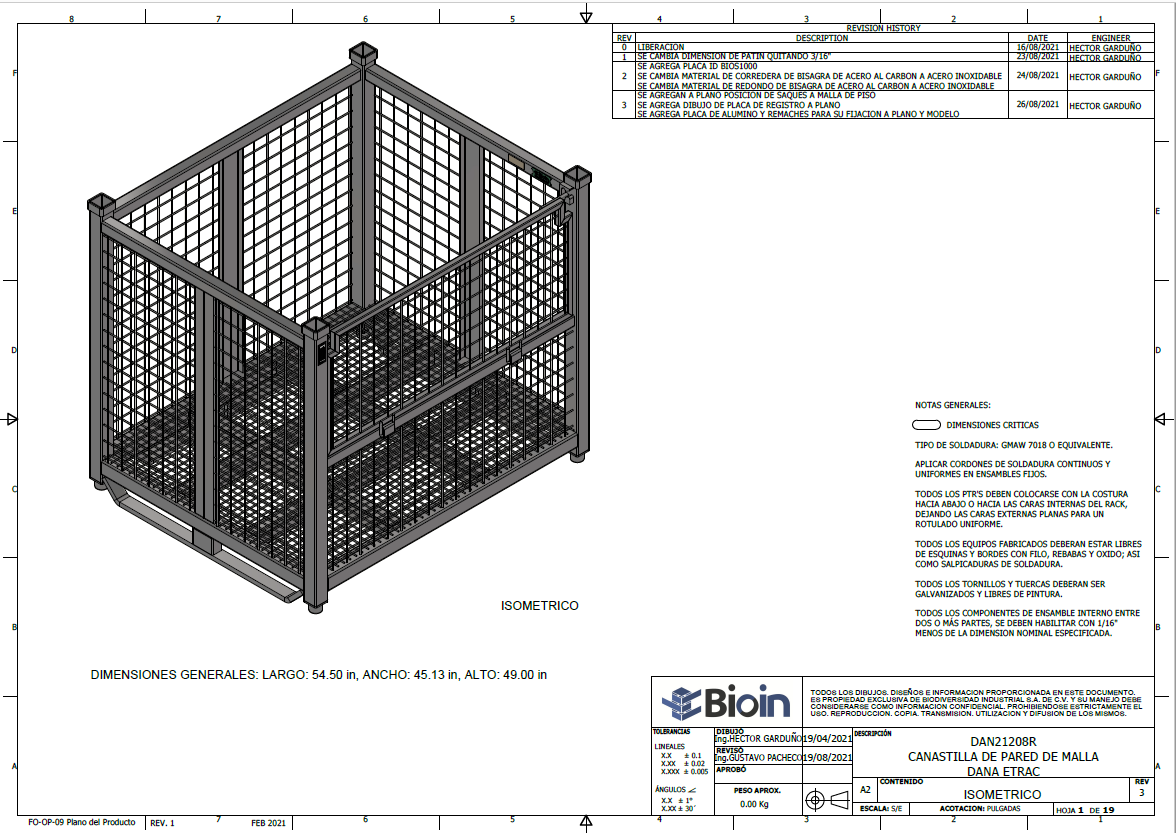 8 7 6 5 4 3 2 1
REVISION HISTORY
REV DESCRIPTION DATE ENGINEER
0 LIBERACION 16/08/2021 HECTOR GARDUÑO
1 SE CAMBIA DIMENSION DE PATIN QUITANDO 3/16" 23/08/2021 HECTOR GARDUÑO
2 SE AGREGA PLACA ID BIOS1000
SE CAMBIA MATERIAL DE CORREDERA DE BISAGRA DE ACERO AL CARBON A ACERO INOXIDABLE 24/08/2021 HECTOR GARDUÑO
SE CAMBIA MATERIAL DE REDONDO DE BISAGRA DE ACERO AL CARBON A ACERO INOXIDABLE
3 SE AGREGAN A PLANO POSICION DE SAQUES A MALLA DE PISO
SE AGREGA DIBUJO DE PLACA DE REGISTRO A PLANO 26/08/2021 HECTOR GARDUÑO
SE AGREGA PLACA DE ALUMINO Y REMACHES PARA SU FIJACION A PLANO Y MODELO
F F
E E
D D
C C
B B
A A
NOTAS GENERALES:
DIMENSIONES CRITICAS
TIPO DE SOLDADURA: GMAW 7018 O EQUIVALENTE.
APLICAR CORDONES DE SOLDADURA CONTINUOS Y
UNIFORMES EN ENSAMBLES FIJOS.
TODOS LOS PTR'S DEBEN COLOCARSE CON LA COSTURA
HACIA ABAJO O HACIA LAS CARAS INTERNAS DEL RACK,
DEJANDO LAS CARAS EXTERNAS PLANAS PARA UN
ROTULADO UNIFORME.
TODOS LOS EQUIPOS FABRICADOS DEBERAN ESTAR LIBRES
DE ESQUINAS Y BORDES CON FILO, REBABAS Y OXIDO; ASI
COMO SALPICADURAS DE SOLDADURA.
TODOS LOS TORNILLOS Y TUERCAS DEBERAN SER
GALVANIZADOS Y LIBRES DE PINTURA.
TODOS LOS COMPONENTES DE ENSAMBLE INTERNO ENTRE
DOS O MÁS PARTES, SE DEBEN HABILITAR CON 1/16"
MENOS DE LA DIMENSION NOMINAL ESPECIFICADA.
ISOMETRICO
DIMENSIONES GENERALES: LARGO: 54.50 in, ANCHO: 45.13 in, ALTO: 49.00 in
Bioin
TODOS LOS DIBUJOS. DISEÑOS E INFORMACION PROPORCIONADA EN ESTE DOCUMENTO.
ES PROPIEDAD EXCLUSIVA DE BIODIVERSIDAD INDUSTRIAL S.A. DE C.V. Y SU MANEJO DEBE
CONSIDERARSE COMO INFORMACION CONFIDENCIAL. PROHIBIENDOSE ESTRICTAMENTE EL
USO. REPRODUCCION. COPIA. TRANSMISION. UTILIZACION Y DIFUSION DE LOS MISMOS.
TOLERANCIAS
LINEALES
X.X ± 0.1
X.XX ± 0.02
X.XXX ± 0.005
ÁNGULOS
X.X ± 1°
X.XX ± 30´
DIBUJÓ
Ing.HECTOR GARDUÑO 19/04/2021
REVISÓ
Ing.GUSTAVO PACHECO 19/08/2021
APROBÓ
PESO APROX.
0.00 Kg
DESCRIPCIÓN
DAN21208R
CANASTILLA DE PARED DE MALLA
DANA ETRAC
A2
CONTENIDO
ISOMETRICO
REV
3
ESCALA: S/E ACOTACION: PULGADAS HOJA 1 DE 19
FO-OP-09 Plano del Producto REV. 1 FEB 2021
7 6 5 4 3 2 1